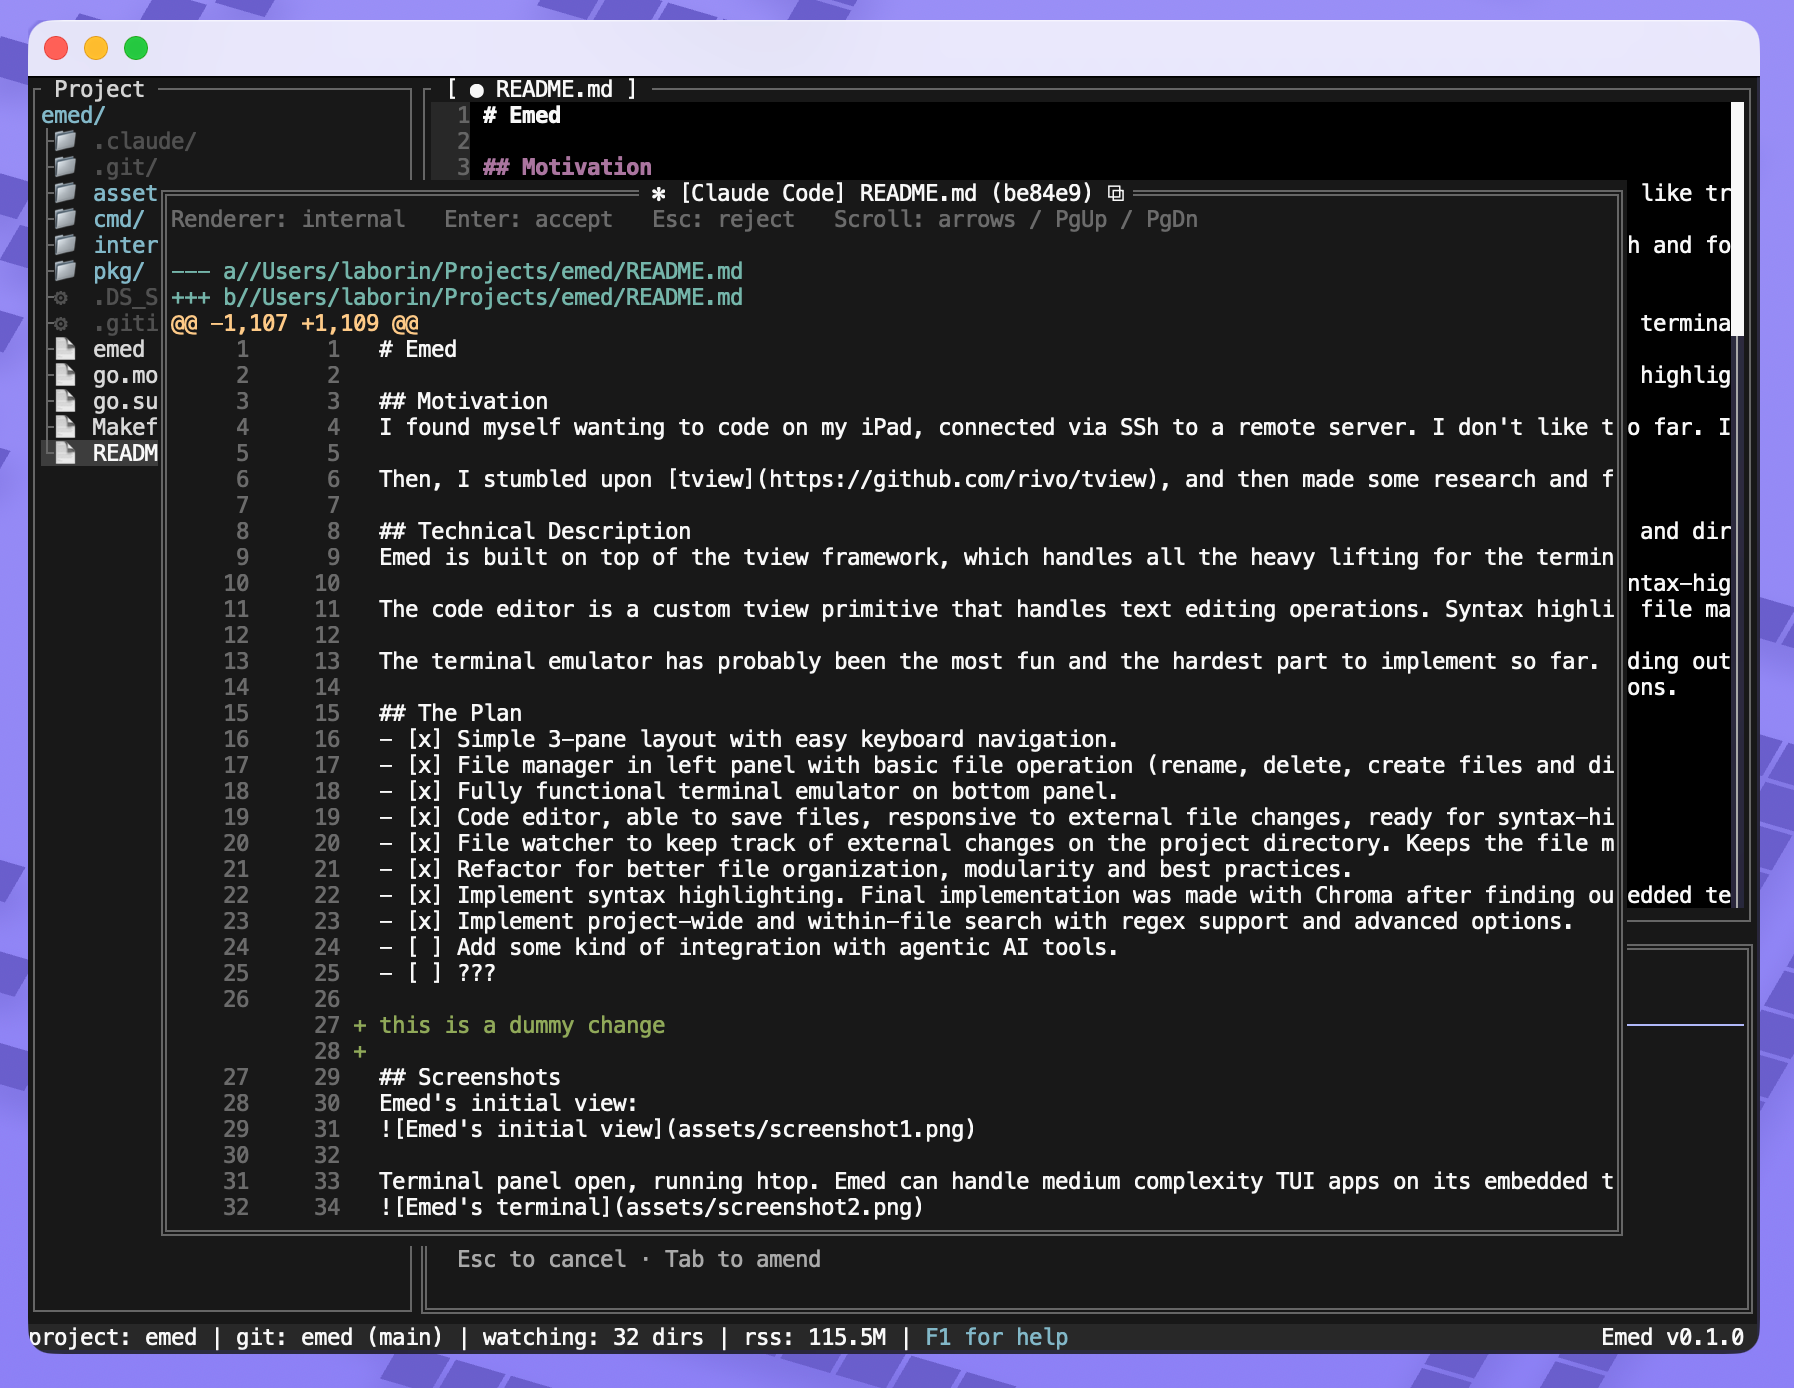 Project
[ ● README.md ]
emed/
.claude/
.git/
asset
cmd/
inter
pkg/
.DS_S
.giti
emed
go.mo
go.su
Makef
READM
1 # Emed
2
3 ## Motivation
✻ [Claude Code] README.md (be84e9) ⧉
Renderer: internal   Enter: accept   Esc: reject   Scroll: arrows / PgUp / PgDn
--- a//Users/laborin/Projects/emed/README.md
+++ b//Users/laborin/Projects/emed/README.md
@@ -1,107 +1,109 @@
1 1 # Emed
2 2
3 3 ## Motivation
4 4 I found myself wanting to code on my iPad, connected via SSh to a remote server. I don't like t
5 5
6 6 Then, I stumbled upon [tview](https://github.com/rivo/tview), and then made some research and f
7 7
8 8 ## Technical Description
9 9 Emed is built on top of the tview framework, which handles all the heavy lifting for the termin
10 10
11 11 The code editor is a custom tview primitive that handles text editing operations. Syntax highli
12 12
13 13 The terminal emulator has probably been the most fun and the hardest part to implement so far.
14 14
15 15 ## The Plan
16 16 - [x] Simple 3-pane layout with easy keyboard navigation.
17 17 - [x] File manager in left panel with basic file operation (rename, delete, create files and di
18 18 - [x] Fully functional terminal emulator on bottom panel.
19 19 - [x] Code editor, able to save files, responsive to external file changes, ready for syntax-hi
20 20 - [x] File watcher to keep track of external changes on the project directory. Keeps the file m
21 21 - [x] Refactor for better file organization, modularity and best practices.
22 22 - [x] Implement syntax highlighting. Final implementation was made with Chroma after finding ou
23 23 - [x] Implement project-wide and within-file search with regex support and advanced options.
24 24 - [ ] Add some kind of integration with agentic AI tools.
25 25 - [ ] ???
26 26
27 + this is a dummy change
28 +
27 29 ## Screenshots
28 30 Emed's initial view:
29 31 ![Emed's initial view](assets/screenshot1.png)
30 32
31 33 Terminal panel open, running htop. Emed can handle medium complexity TUI apps on its embedded t
32 34 ![Emed's terminal](assets/screenshot2.png)
like tr
h and fo
termina
highlig
o far. I
and dir
ntax-hig
file ma
ding out
ons.
edded te
Esc to cancel · Tab to amend
project: emed | git: emed (main) | watching: 32 dirs | rss: 115.5M | F1 for help
Emed v0.1.0